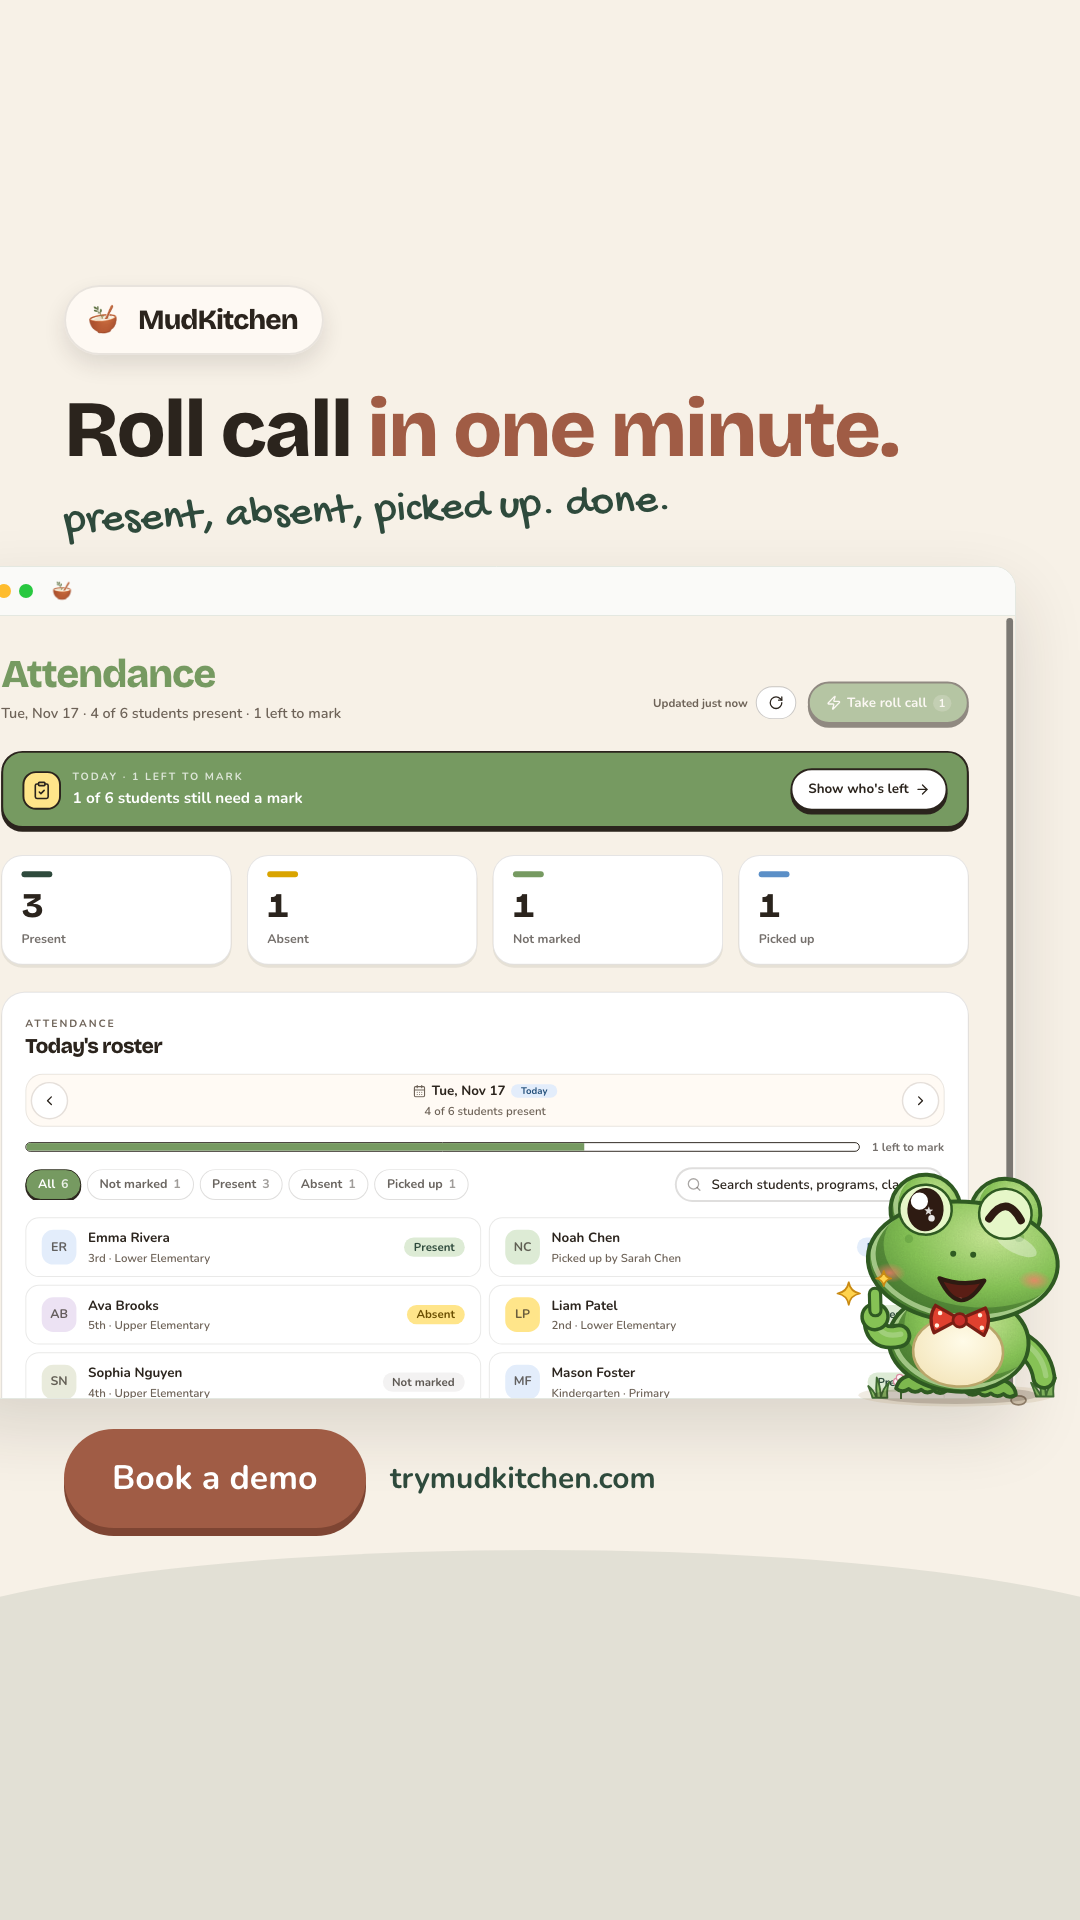 MudKitchen
Roll call in one minute.
present, absent, picked up. done.
Attendance
Tue, Nov 17 · 4 of 6 students present · 1 left to mark
Updated just now
Take roll call 1
TODAY · 1 LEFT TO MARK
1 of 6 students still need a mark
Show who's left
3
Present
1
Absent
1
Not marked
1
Picked up
ATTENDANCE
Today's roster
Tue, Nov 17 Today
4 of 6 students present
1 left to mark
All 6
Not marked 1
Present 3
Absent 1
Picked up 1
Search students, programs,
Emma Rivera
3rd · Lower Elementary
Present
ER
NC
Noah Chen
Picked up by Sarah Chen
AB
Ava Brooks
5th · Upper Elementary
Absent
LP
Liam Patel
2nd · Lower Elementary
SN
Sophia Nguyen
4th · Upper Elementary
Not marked
MF
Mason Foster
Kindergarten · Primary
Book a demo
trymudkitchen.com